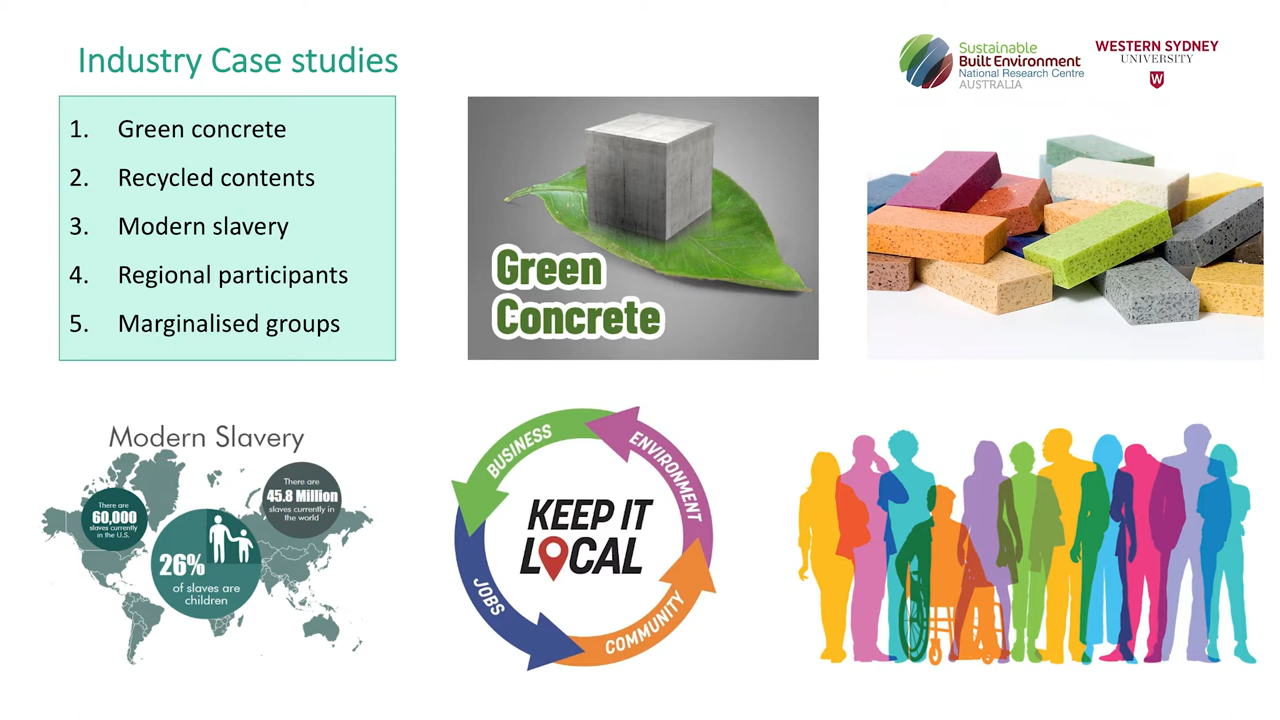 Industry Case studies
Sustainable
Built Environment
National Research Centre
AUSTRALIA
WESTERN SYDNEY
UNIVERSITY
W
1. Green concrete
2. Recycled contents
3. Modern slavery
4. Regional participants
5. Marginalised groups
Green
Concrete
Modern Slavery
There are
60,000
slaves currently
in the U.S.
26%
of slaves are
children
There are
45.8 Million
slaves currently in
the world
BUSINESS
ENVIRONMENT
KEEP IT
LOCAL
JOBS
COMMUNITY